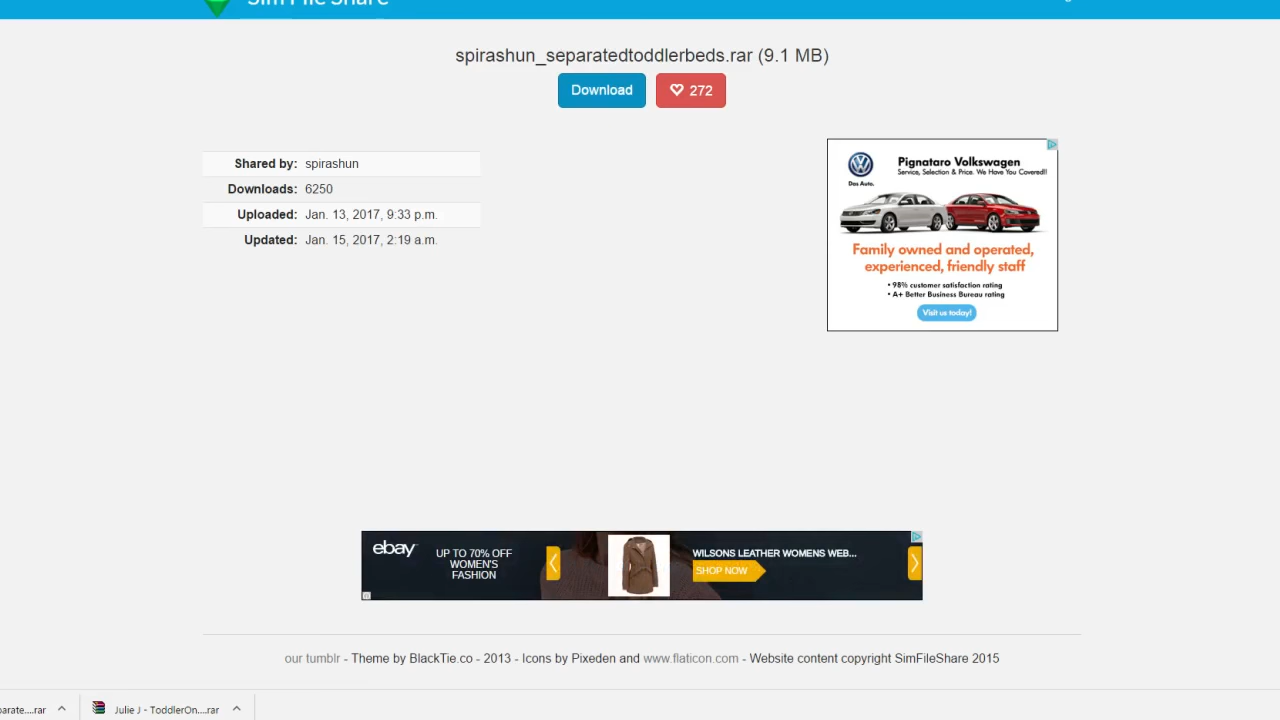 Sim File Share
spirashun_separatedtoddlerbeds.rar (9.1 MB)
Download
272
Shared by: spirashun
Downloads: 6250
Uploaded: Jan. 13, 2017, 9:33 p.m.
Updated: Jan. 15, 2017, 2:19 a.m.
Das Auto.
Pignataro Volkswagen
Service, Selection & Price. We Have You Covered!!
Family owned and operated,
experienced, friendly staff
• 98% customer satisfaction rating
• A+ Better Business Bureau rating
Visit us today!
ebay
UP TO 70% OFF
WOMEN'S
FASHION
WILSONS LEATHER WOMENS WEB...
SHOP NOW
our tumblr - Theme by BlackTie.co - 2013 - Icons by Pixeden and www.flaticon.com - Website content copyright SimFileShare 2015
parate....rar
Julie J - ToddlerOn....rar